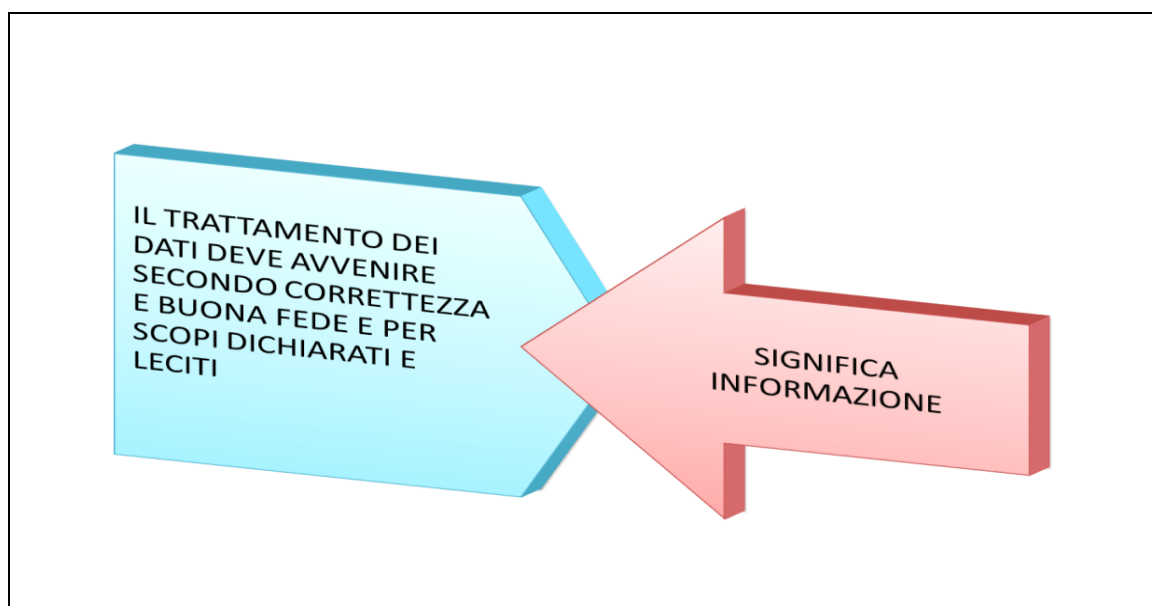 IL TRATTAMENTO DEI
DATI DEVE AVVENIRE
SECONDO CORRETTEZZA
E BUONA FEDE E PER
SCOPI DICHIARATI E
LECITI
SIGNIFICA
INFORMAZIONE